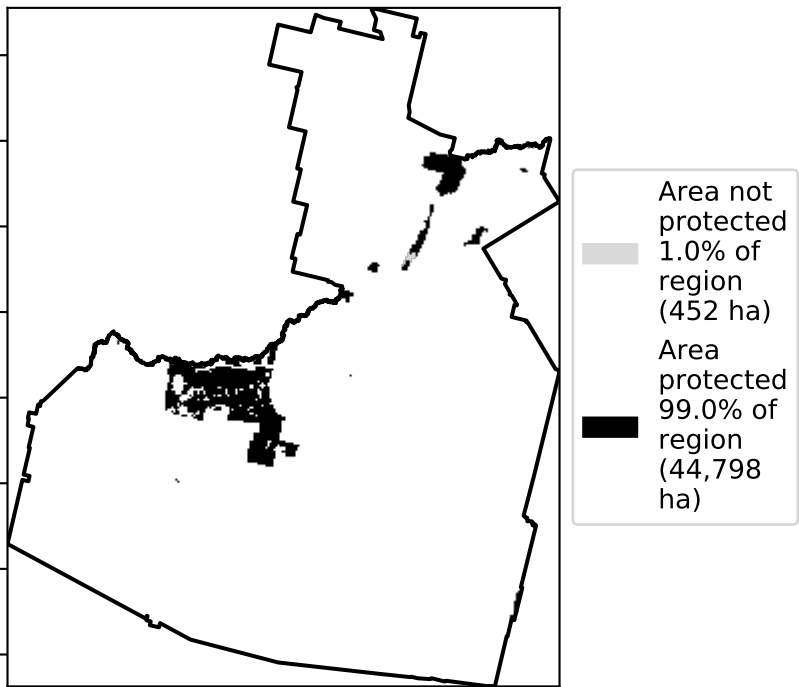 Area not
protected
1.0% of
region
(452 ha)
Area
protected
99.0% of
region
(44,798
ha)